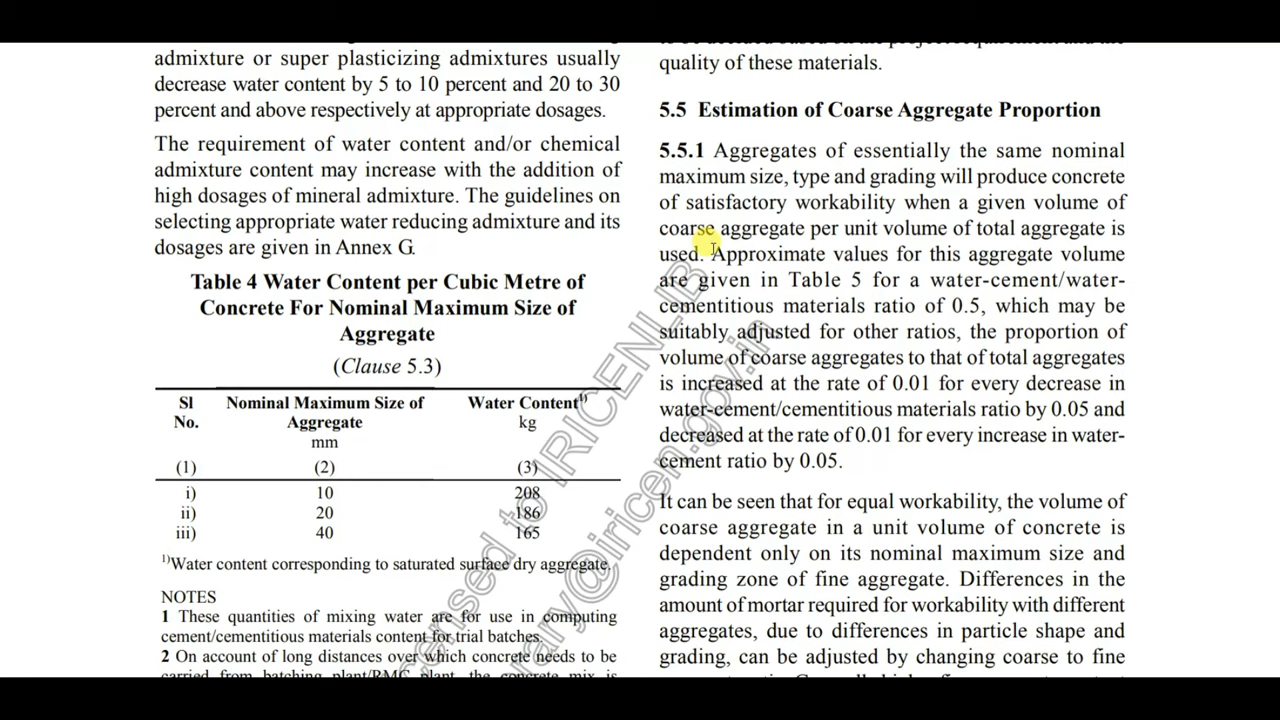 admixture or super plasticizing admixtures usually
decrease water content by 5 to 10 percent and 20 to 30
percent and above respectively at appropriate dosages.
The requirement of water content and/or chemical
admixture content may increase with the addition of
high dosages of mineral admixture. The guidelines on
selecting appropriate water reducing admixture and its
dosages are given in Annex G.
Table 4 Water Content per Cubic Metre of
Concrete For Nominal Maximum Size of
Aggregate
(Clause 5.3)
Sl Nominal Maximum Size of Water Content1)
No. Aggregate kg
mm
(1) (2) (3)
i) 10 208
ii) 20 186
iii) 40 165
1)Water content corresponding to saturated surface dry aggregate.
NOTES
1 These quantities of mixing water are for use in computing
cement/cementitious materials content for trial batches.
2 On account of long distances over which concrete needs to be
carried from batching plant/RMC plant, the concrete mix is
quality of these materials.
5.5 Estimation of Coarse Aggregate Proportion
5.5.1 Aggregates of essentially the same nominal
maximum size, type and grading will produce concrete
of satisfactory workability when a given volume of
coarse aggregate per unit volume of total aggregate is
used. Approximate values for this aggregate volume
are given in Table 5 for a water-cement/water-
cementitious materials ratio of 0.5, which may be
suitably adjusted for other ratios, the proportion of
volume of coarse aggregates to that of total aggregates
is increased at the rate of 0.01 for every decrease in
water-cement/cementitious materials ratio by 0.05 and
decreased at the rate of 0.01 for every increase in water-
cement ratio by 0.05.
It can be seen that for equal workability, the volume of
coarse aggregate in a unit volume of concrete is
dependent only on its nominal maximum size and
grading zone of fine aggregate. Differences in the
amount of mortar required for workability with different
aggregates, due to differences in particle shape and
grading, can be adjusted by changing coarse to fine
ensed to IRICENLIB
rary@iricen.gov.in